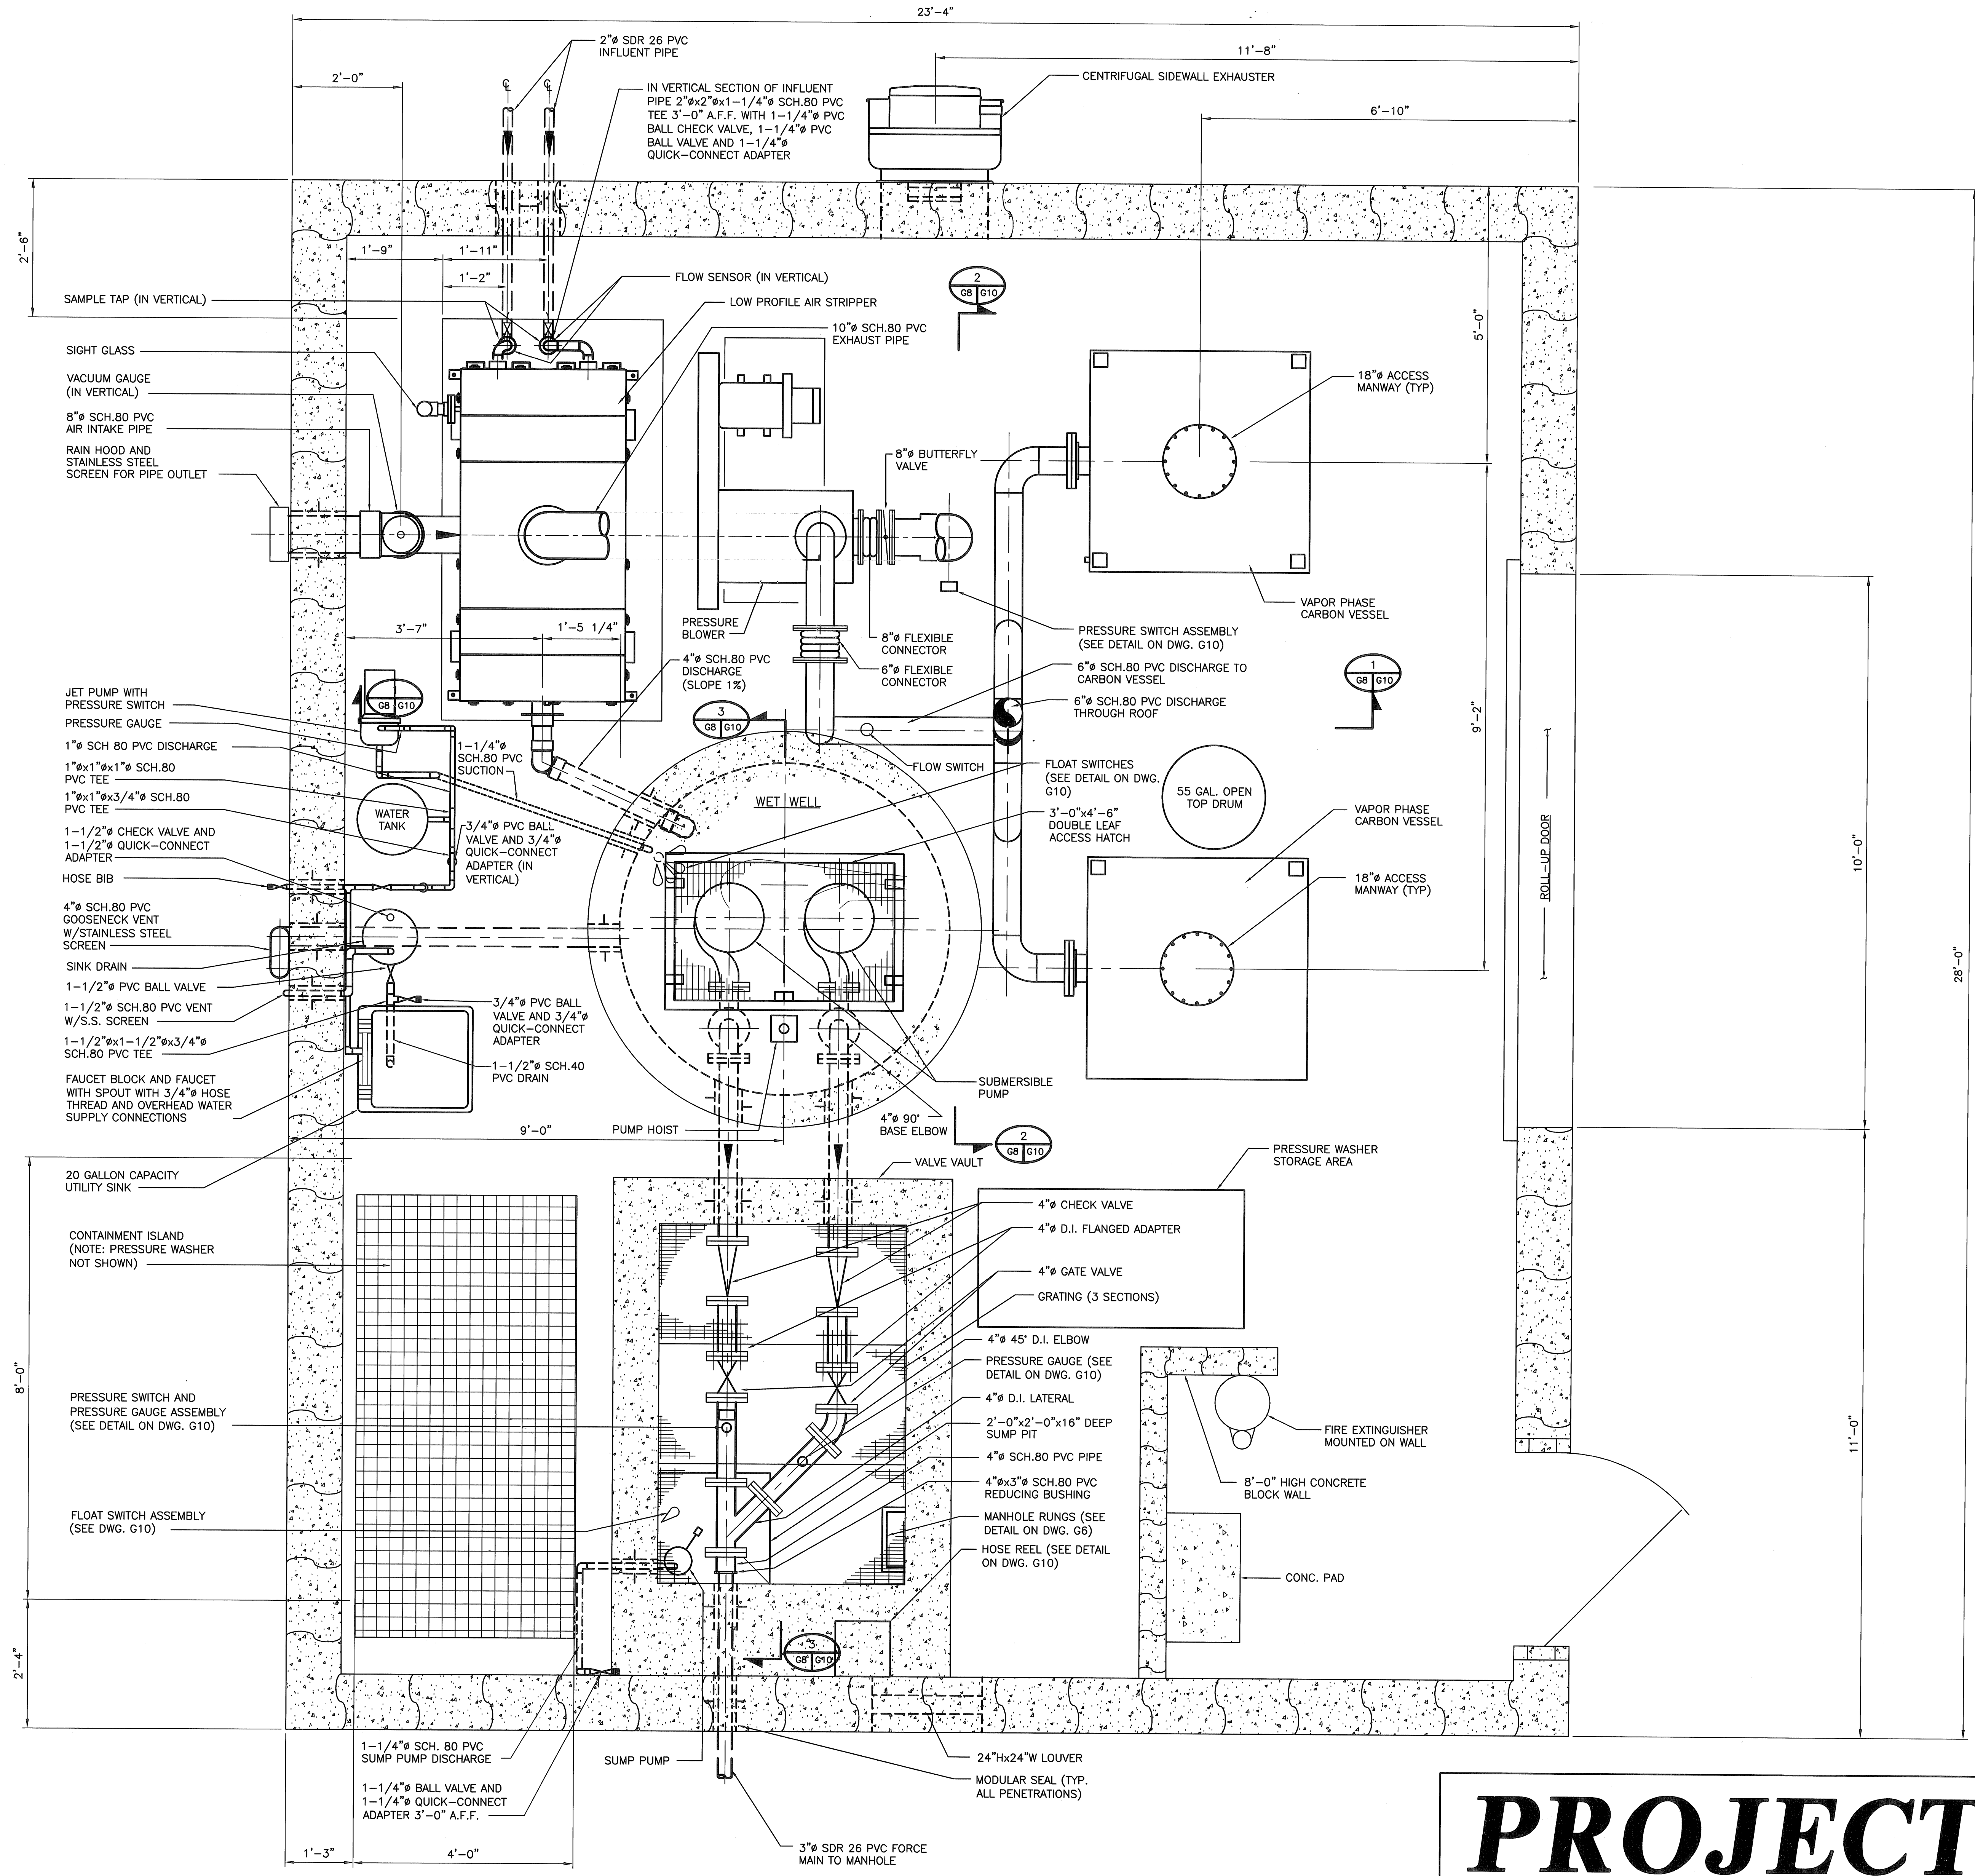 23'-4"
11'-8"
2"ø SDR 26 PVC
INFLUENT PIPE
CENTRIFUGAL SIDEWALL EXHAUSTER
2'-0"
IN VERTICAL SECTION OF INFLUENT
PIPE 2"øx2"øx1-1/4"ø SCH.80 PVC
TEE 3'-0" A.F.F. WITH 1-1/4"ø PVC
BALL CHECK VALVE, 1-1/4"ø PVC
BALL VALVE AND 1-1/4"ø
QUICK-CONNECT ADAPTER
6'-10"
2'-6"
1'-9"
1'-11"
1'-2"
FLOW SENSOR (IN VERTICAL)
SAMPLE TAP (IN VERTICAL)
LOW PROFILE AIR STRIPPER
2
G8 G10
10"ø SCH.80 PVC
EXHAUST PIPE
5'-0"
SIGHT GLASS
VACUUM GAUGE
(IN VERTICAL)
18"ø ACCESS
MANWAY (TYP)
8"ø SCH.80 PVC
AIR INTAKE PIPE
RAIN HOOD AND
STAINLESS STEEL
SCREEN FOR PIPE OUTLET
8"ø BUTTERFLY
VALVE
VAPOR PHASE
CARBON VESSEL
3'-7"
1'-5 1/4"
PRESSURE
BLOWER
8"ø FLEXIBLE
CONNECTOR
PRESSURE SWITCH ASSEMBLY
(SEE DETAIL ON DWG. G10)
4"ø SCH.80 PVC
DISCHARGE
(SLOPE 1%)
6"ø FLEXIBLE
CONNECTOR
6"ø SCH.80 PVC DISCHARGE TO
CARBON VESSEL
1
G8 G10
JET PUMP WITH
PRESSURE SWITCH
1
G8 G10
6"ø SCH.80 PVC DISCHARGE
THROUGH ROOF
3
G8 G10
9'-2"
PRESSURE GAUGE
1"ø SCH 80 PVC DISCHARGE
1-1/4"ø
SCH.80 PVC
SUCTION
1"øx1"øx1"ø SCH.80
PVC TEE
FLOW SWITCH
FLOAT SWITCHES
(SEE DETAIL ON DWG.
G10)
1"øx1"øx3/4"ø SCH.80
PVC TEE
WATER
TANK
WET WELL
55 GAL. OPEN
TOP DRUM
3'-0"x4'-6"
DOUBLE LEAF
ACCESS HATCH
VAPOR PHASE
CARBON VESSEL
1-1/2"ø CHECK VALVE AND
1-1/2"ø QUICK-CONNECT
ADAPTER
3/4"ø PVC BALL
VALVE AND 3/4"ø
QUICK-CONNECT
ADAPTER (IN
VERTICAL)
ROLL-UP DOOR
10'-0"
HOSE BIB
18"ø ACCESS
MANWAY (TYP)
4"ø SCH.80 PVC
GOOSENECK VENT
W/STAINLESS STEEL
SCREEN
SINK DRAIN
28'-0"
1-1/2"ø PVC BALL VALVE
1-1/2"ø SCH.80 PVC VENT
W/S.S. SCREEN
3/4"ø PVC BALL
VALVE AND 3/4"ø
QUICK-CONNECT
ADAPTER
1-1/2"øx1-1/2"øx3/4"ø
SCH.80 PVC TEE
1-1/2"ø SCH.40
PVC DRAIN
FAUCET BLOCK AND FAUCET
WITH SPOUT WITH 3/4"ø HOSE
THREAD AND OVERHEAD WATER
SUPPLY CONNECTIONS
SUBMERSIBLE
PUMP
9'-0"
PUMP HOIST
4"ø 90°
BASE ELBOW
2
G8 G10
20 GALLON CAPACITY
UTILITY SINK
VALVE VAULT
PRESSURE WASHER
STORAGE AREA
4"ø CHECK VALVE
4"ø D.I. FLANGED ADAPTER
CONTAINMENT ISLAND
(NOTE: PRESSURE WASHER
NOT SHOWN)
4"ø GATE VALVE
GRATING (3 SECTIONS)
8'-0"
4"ø 45° D.I. ELBOW
PRESSURE GAUGE (SEE
DETAIL ON DWG. G10)
PRESSURE SWITCH AND
PRESSURE GAUGE ASSEMBLY
(SEE DETAIL ON DWG. G10)
4"ø D.I. LATERAL
2'-0"x2'-0"x16" DEEP
SUMP PIT
FIRE EXTINGUISHER
MOUNTED ON WALL
11'-0"
4"ø SCH.80 PVC PIPE
4"øx3"ø SCH.80 PVC
REDUCING BUSHING
8'-0" HIGH CONCRETE
BLOCK WALL
FLOAT SWITCH ASSEMBLY
(SEE DWG. G10)
MANHOLE RUNGS (SEE
DETAIL ON DWG. G6)
HOSE REEL (SEE DETAIL
ON DWG. G10)
CONC. PAD
2'-4"
3
G8 G10
1-1/4"ø SCH. 80 PVC
SUMP PUMP DISCHARGE
SUMP PUMP
24"Hx24"W LOUVER
MODULAR SEAL (TYP.
ALL PENETRATIONS)
1-1/4"ø BALL VALVE AND
1-1/4"ø QUICK-CONNECT
ADAPTER 3'-0" A.F.F.
1'-3"
4'-0"
3"ø SDR 26 PVC FORCE
MAIN TO MANHOLE
PROJECT